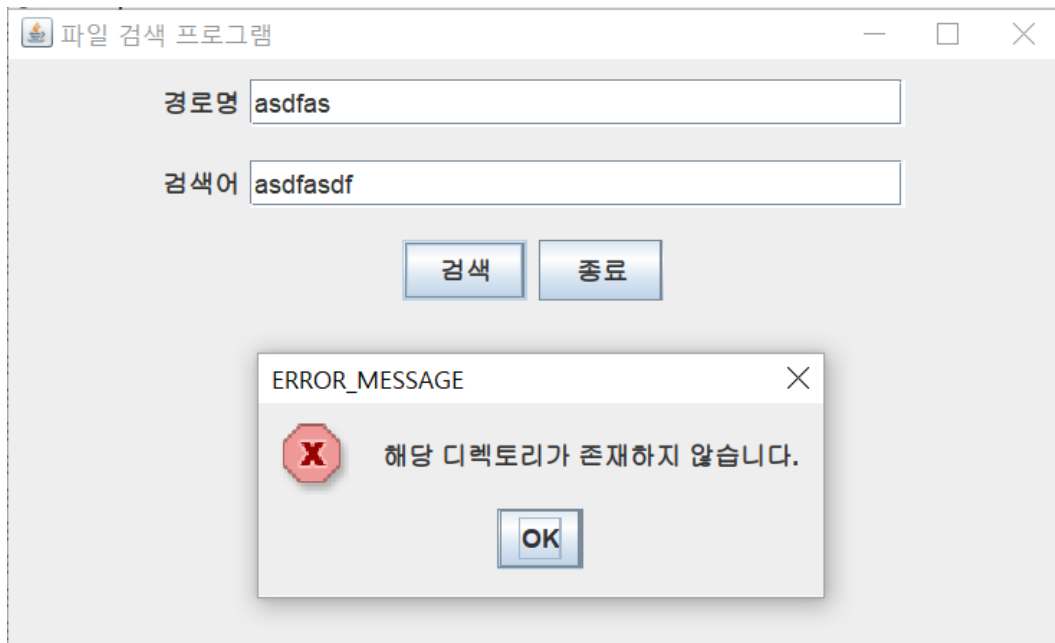 파일 검색 프로그램
경로명 asdfas
검색어 asdfasdf
검색 종료
ERROR_MESSAGE
해당 디렉토리가 존재하지 않습니다.
OK